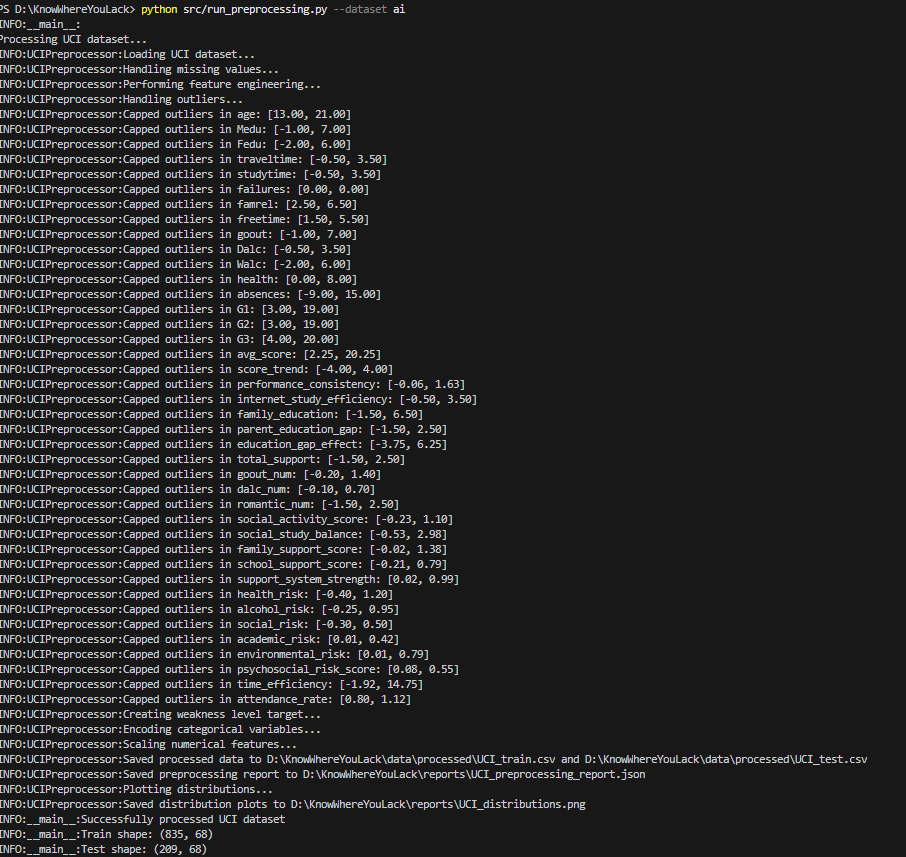 PS D:\KnowWhereYouLack> python src/run_preprocessing.py --dataset ai
INFO:__main__:
Processing UCI dataset...
INFO:UCIPreprocessor:Loading UCI dataset...
INFO:UCIPreprocessor:Handling missing values...
INFO:UCIPreprocessor:Performing feature engineering...
INFO:UCIPreprocessor:Handling outliers...
INFO:UCIPreprocessor:Capped outliers in age: [13.00, 21.00]
INFO:UCIPreprocessor:Capped outliers in Medu: [-1.00, 7.00]
INFO:UCIPreprocessor:Capped outliers in Fedu: [-2.00, 6.00]
INFO:UCIPreprocessor:Capped outliers in traveltime: [-0.50, 3.50]
INFO:UCIPreprocessor:Capped outliers in studytime: [-0.50, 3.50]
INFO:UCIPreprocessor:Capped outliers in failures: [0.00, 0.00]
INFO:UCIPreprocessor:Capped outliers in famrel: [2.50, 6.50]
INFO:UCIPreprocessor:Capped outliers in freetime: [1.50, 5.50]
INFO:UCIPreprocessor:Capped outliers in goout: [-1.00, 7.00]
INFO:UCIPreprocessor:Capped outliers in Dalc: [-0.50, 3.50]
INFO:UCIPreprocessor:Capped outliers in Walc: [-2.00, 6.00]
INFO:UCIPreprocessor:Capped outliers in health: [0.00, 8.00]
INFO:UCIPreprocessor:Capped outliers in absences: [-9.00, 15.00]
INFO:UCIPreprocessor:Capped outliers in G1: [3.00, 19.00]
INFO:UCIPreprocessor:Capped outliers in G2: [3.00, 19.00]
INFO:UCIPreprocessor:Capped outliers in G3: [4.00, 20.00]
INFO:UCIPreprocessor:Capped outliers in avg_score: [2.25, 20.25]
INFO:UCIPreprocessor:Capped outliers in score_trend: [-4.00, 4.00]
INFO:UCIPreprocessor:Capped outliers in performance_consistency: [-0.06, 1.63]
INFO:UCIPreprocessor:Capped outliers in internet_study_efficiency: [-0.50, 3.50]
INFO:UCIPreprocessor:Capped outliers in family_education: [-1.50, 6.50]
INFO:UCIPreprocessor:Capped outliers in parent_education_gap: [-1.50, 2.50]
INFO:UCIPreprocessor:Capped outliers in education_gap_effect: [-3.75, 6.25]
INFO:UCIPreprocessor:Capped outliers in total_support: [-1.50, 2.50]
INFO:UCIPreprocessor:Capped outliers in goout_num: [-0.20, 1.40]
INFO:UCIPreprocessor:Capped outliers in dalc_num: [-0.10, 0.70]
INFO:UCIPreprocessor:Capped outliers in romantic_num: [-1.50, 2.50]
INFO:UCIPreprocessor:Capped outliers in social_activity_score: [-0.23, 1.10]
INFO:UCIPreprocessor:Capped outliers in social_study_balance: [-0.53, 2.98]
INFO:UCIPreprocessor:Capped outliers in family_support_score: [-0.02, 1.38]
INFO:UCIPreprocessor:Capped outliers in school_support_score: [-0.21, 0.79]
INFO:UCIPreprocessor:Capped outliers in support_system_strength: [0.02, 0.99]
INFO:UCIPreprocessor:Capped outliers in health_risk: [-0.40, 1.20]
INFO:UCIPreprocessor:Capped outliers in alcohol_risk: [-0.25, 0.95]
INFO:UCIPreprocessor:Capped outliers in social_risk: [-0.30, 0.50]
INFO:UCIPreprocessor:Capped outliers in academic_risk: [0.01, 0.42]
INFO:UCIPreprocessor:Capped outliers in environmental_risk: [0.01, 0.79]
INFO:UCIPreprocessor:Capped outliers in psychosocial_risk_score: [0.08, 0.55]
INFO:UCIPreprocessor:Capped outliers in time_efficiency: [-1.92, 14.75]
INFO:UCIPreprocessor:Capped outliers in attendance_rate: [0.80, 1.12]
INFO:UCIPreprocessor:Creating weakness level target...
INFO:UCIPreprocessor:Encoding categorical variables...
INFO:UCIPreprocessor:Scaling numerical features...
INFO:UCIPreprocessor:Saved processed data to D:\KnowWhereYouLack\data\processed\UCI_train.csv and D:\KnowWhereYouLack\data\processed\UCI_test.csv
INFO:UCIPreprocessor:Saved preprocessing report to D:\KnowWhereYouLack\reports\UCI_preprocessing_report.json
INFO:UCIPreprocessor:Plotting distributions...
INFO:UCIPreprocessor:Saved distribution plots to D:\KnowWhereYouLack\reports\UCI_distributions.png
INFO:__main__:Successfully processed UCI dataset
INFO:__main__:Train shape: (835, 68)
INFO:__main__:Test shape: (209, 68)